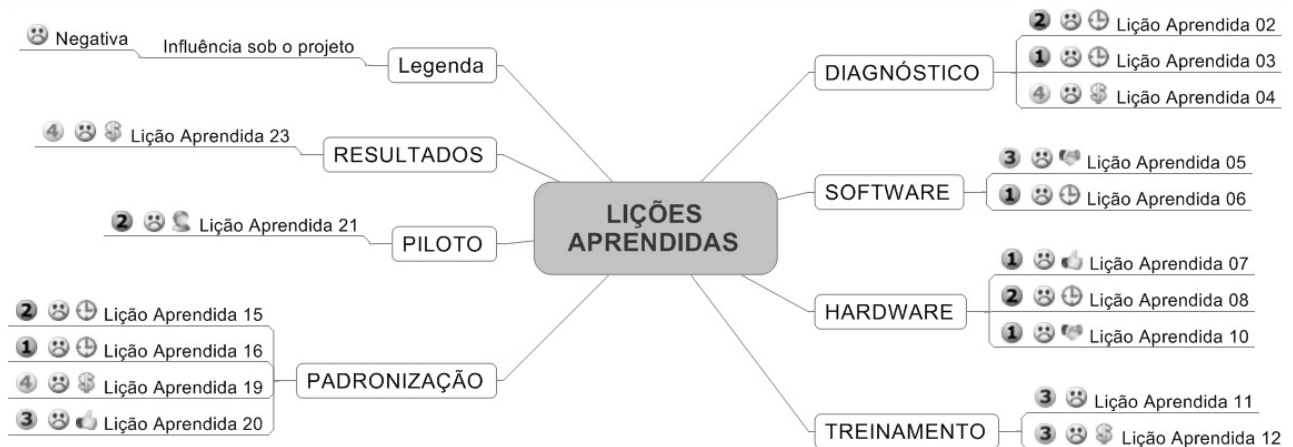 LIÇÕES
APRENDIDAS
Legenda
Influência sob o projeto
Negativa
RESULTADOS
4 $ Lição Aprendida 23
PILOTO
2 Lição Aprendida 21
PADRONIZAÇÃO
2 Lição Aprendida 15
1 Lição Aprendida 16
4 $ Lição Aprendida 19
3 Lição Aprendida 20
DIAGNÓSTICO
2 Lição Aprendida 02
1 Lição Aprendida 03
4 $ Lição Aprendida 04
SOFTWARE
3 Lição Aprendida 05
1 Lição Aprendida 06
HARDWARE
1 Lição Aprendida 07
2 Lição Aprendida 08
1 Lição Aprendida 10
TREINAMENTO
3 Lição Aprendida 11
3 $ Lição Aprendida 12